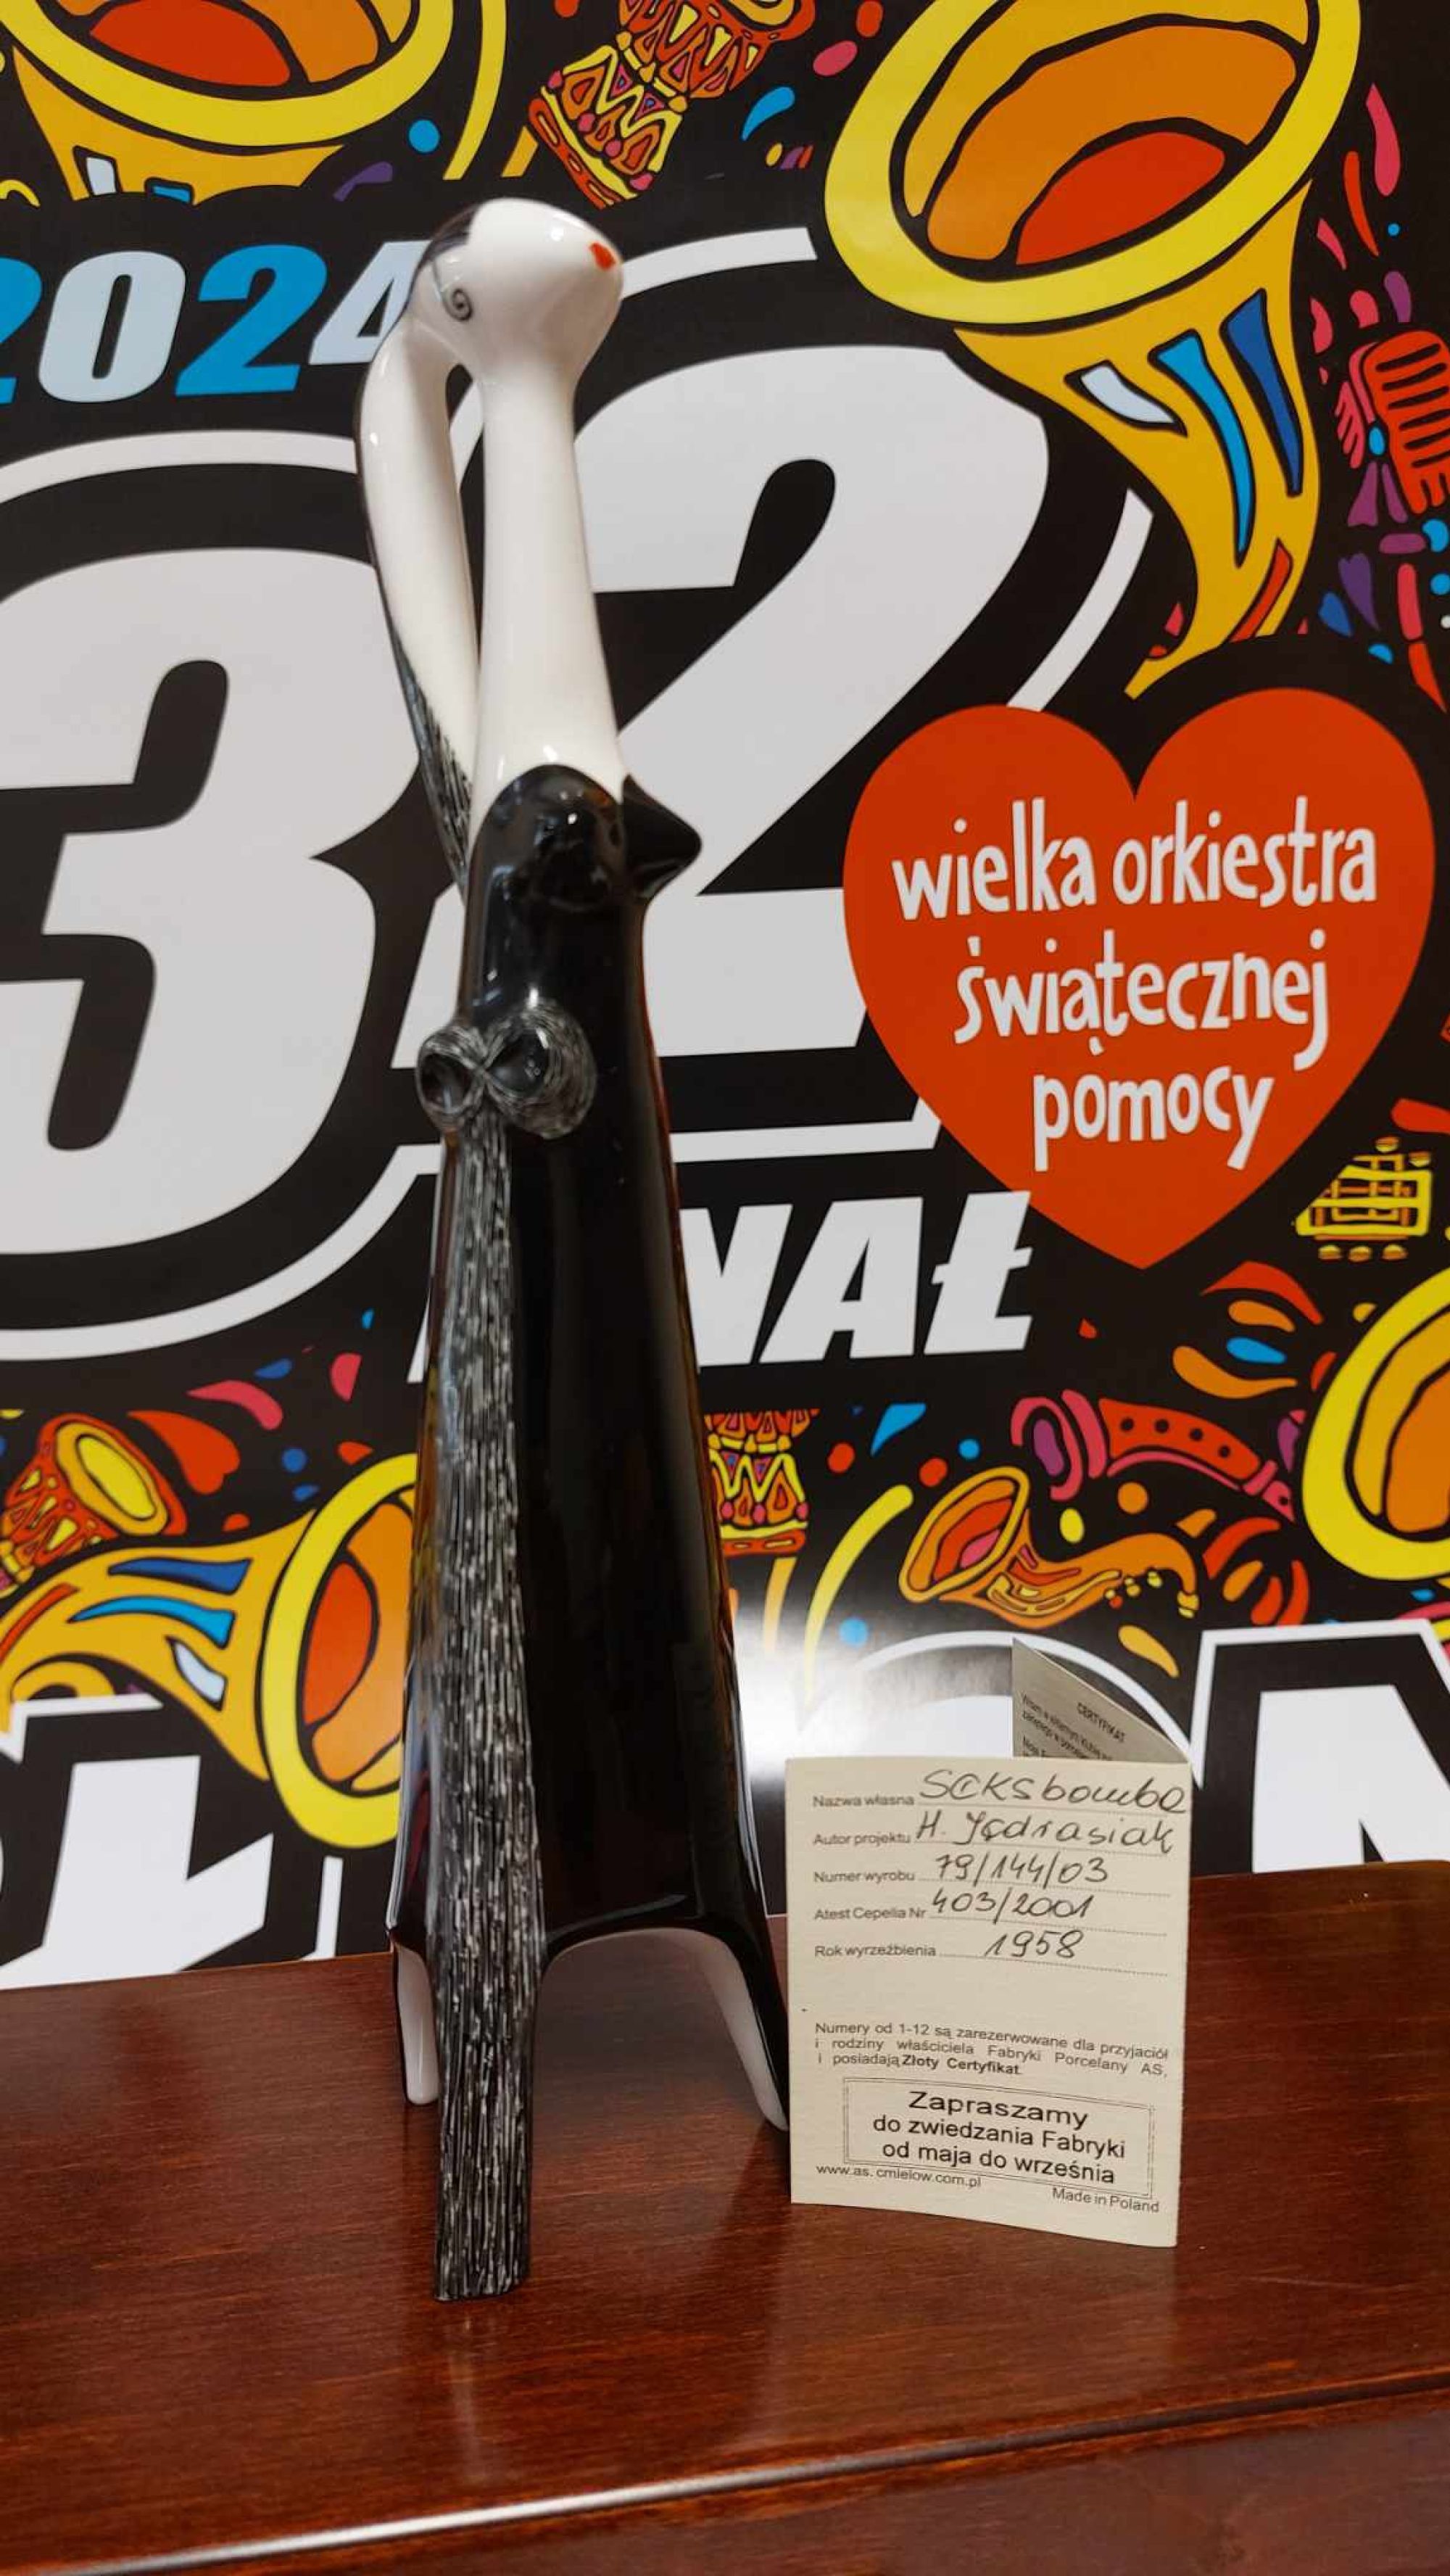 2024
32
wielka orkiestra
świątecznej
pomocy
CERTYFIKAT
Nazwa własna SEKSbomba
Autor projektu H. Jędrasiak
Numer wyrobu 79/144/03
Atest Cepelia Nr 403/2001
Rok wyrzeźbienia 1958
Numery od 1-12 są zarezerwowane dla przyjaciół
i rodziny właściciela Fabryki Porcelany AS,
i posiadają Złoty Certyfikat.
Zapraszamy
do zwiedzania Fabryki
od maja do września
www.as.cmielow.com.pl
Made in Poland